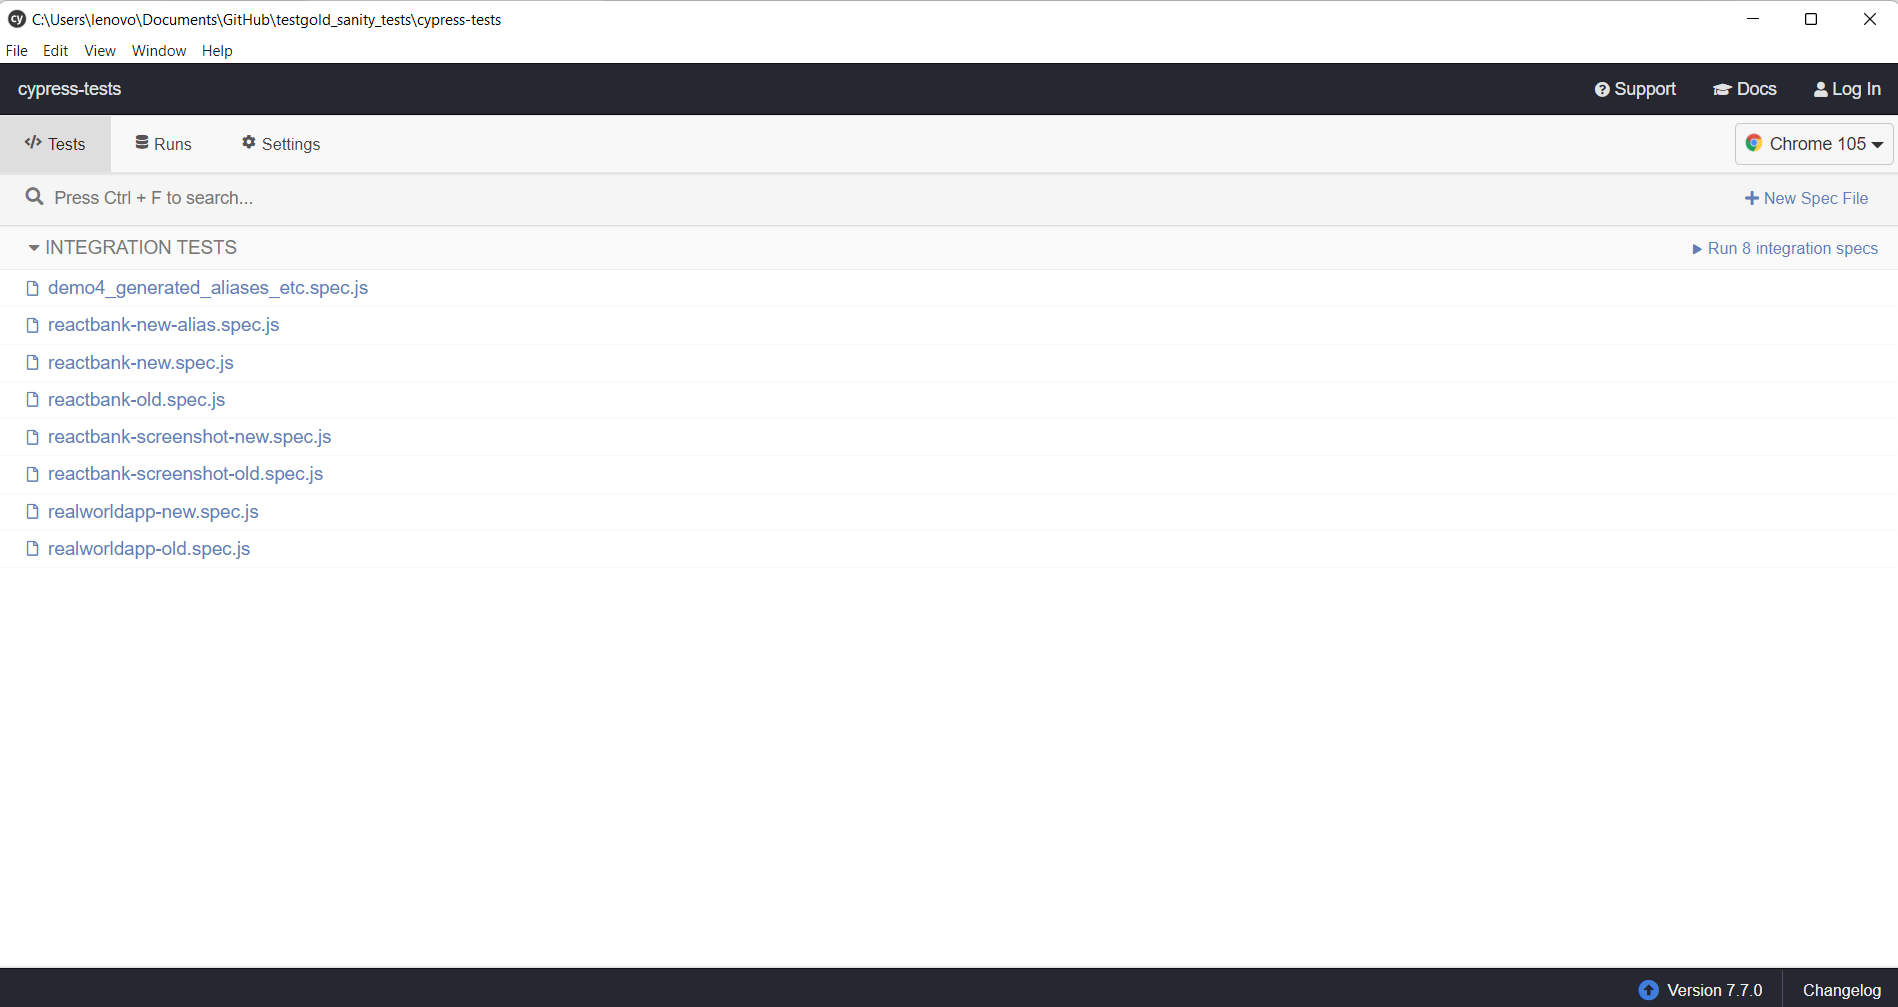 cy C:\Users\lenovo\Documents\GitHub\testgold_sanity_tests\cypress-tests
File Edit View Window Help
cypress-tests Support Docs Log In
Tests Runs Settings Chrome 105
Press Ctrl + F to search... New Spec File
INTEGRATION TESTS Run 8 integration specs
demo4_generated_aliases_etc.spec.js
reactbank-new-alias.spec.js
reactbank-new.spec.js
reactbank-old.spec.js
reactbank-screenshot-new.spec.js
reactbank-screenshot-old.spec.js
realworldapp-new.spec.js
realworldapp-old.spec.js
Version 7.7.0 Changelog